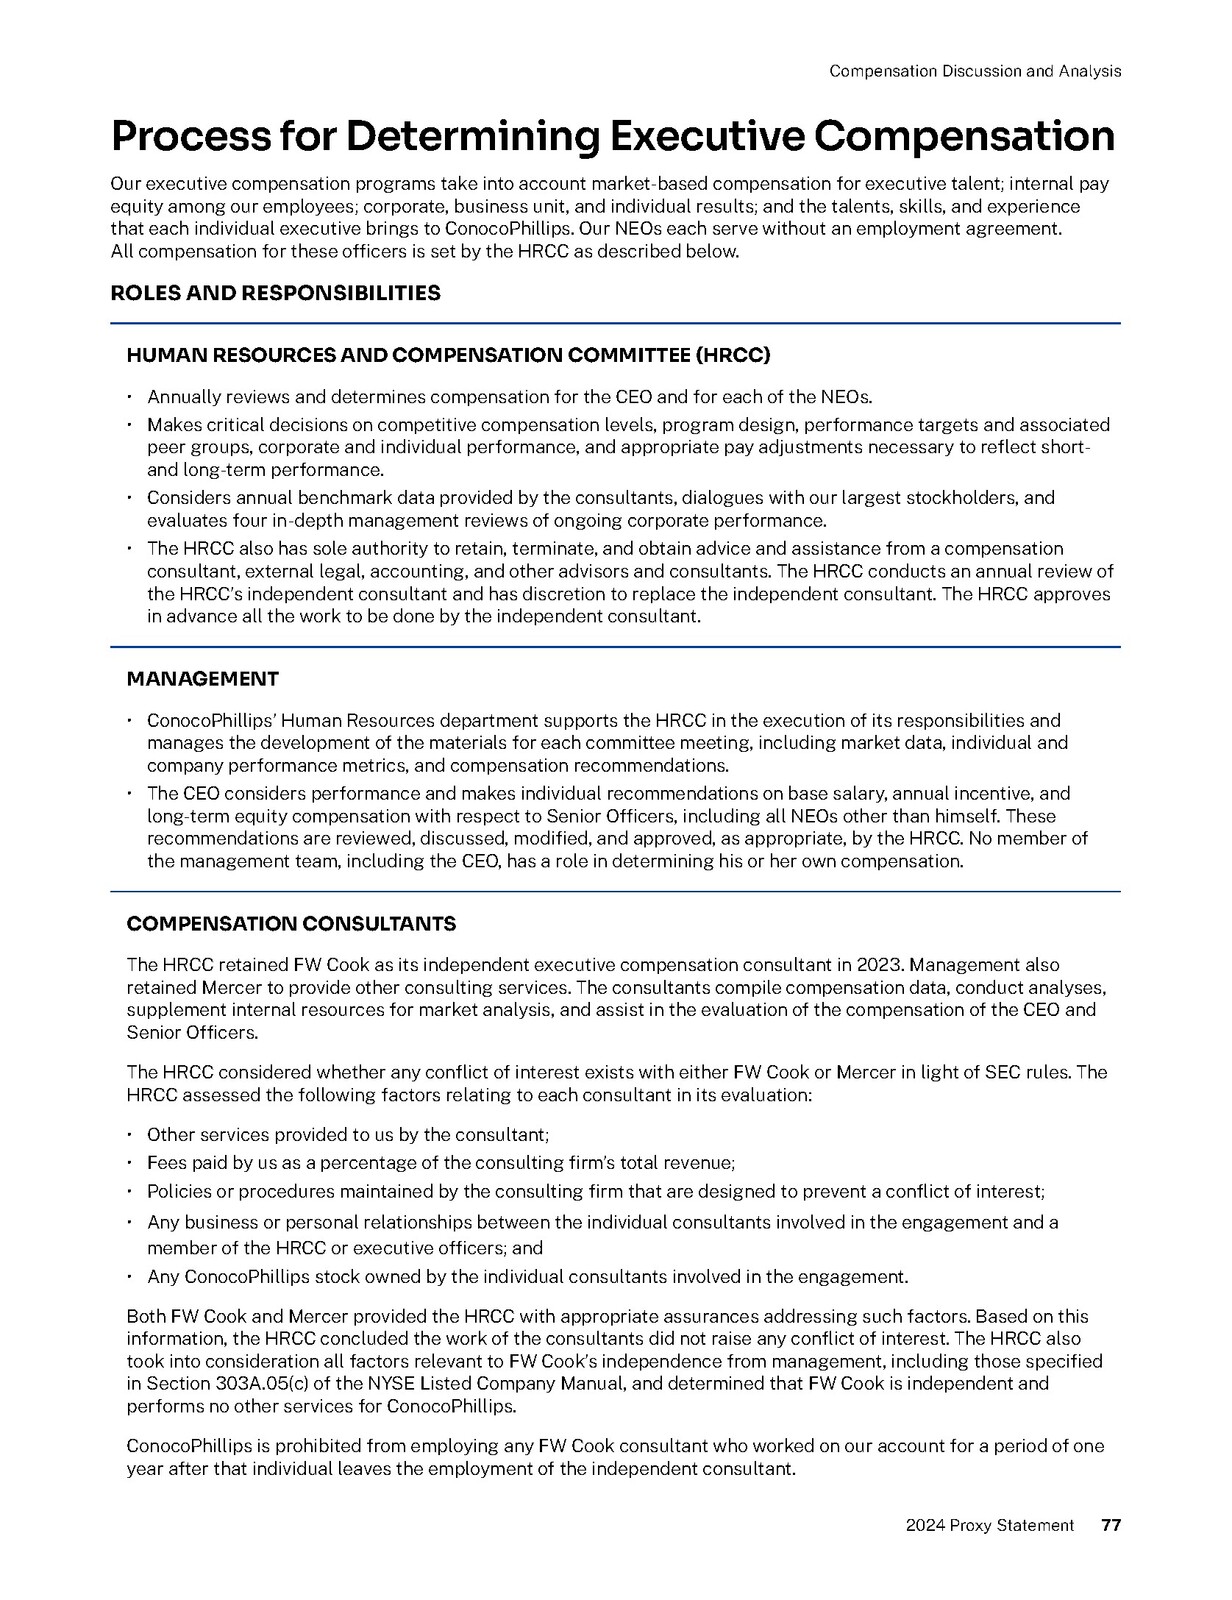 Compensation Discussion and Analysis
Process for Determining Executive Compensation
Our executive compensation programs take into account market-based compensation for executive talent; internal pay
equity among our employees; corporate, business unit, and individual results; and the talents, skills, and experience
that each individual executive brings to ConocoPhillips. Our NEOs each serve without an employment agreement.
All compensation for these officers is set by the HRCC as described below.
ROLES AND RESPONSIBILITIES
HUMAN RESOURCES AND COMPENSATION COMMITTEE (HRCC)
• Annually reviews and determines compensation for the CEO and for each of the NEOs.
• Makes critical decisions on competitive compensation levels, program design, performance targets and associated
peer groups, corporate and individual performance, and appropriate pay adjustments necessary to reflect short-
and long-term performance.
• Considers annual benchmark data provided by the consultants, dialogues with our largest stockholders, and
evaluates four in-depth management reviews of ongoing corporate performance.
• The HRCC also has sole authority to retain, terminate, and obtain advice and assistance from a compensation
consultant, external legal, accounting, and other advisors and consultants. The HRCC conducts an annual review of
the HRCC's independent consultant and has discretion to replace the independent consultant. The HRCC approves
in advance all the work to be done by the independent consultant.
MANAGEMENT
• ConocoPhillips' Human Resources department supports the HRCC in the execution of its responsibilities and
manages the development of the materials for each committee meeting, including market data, individual and
company performance metrics, and compensation recommendations.
• The CEO considers performance and makes individual recommendations on base salary, annual incentive, and
long-term equity compensation with respect to Senior Officers, including all NEOs other than himself. These
recommendations are reviewed, discussed, modified, and approved, as appropriate, by the HRCC. No member of
the management team, including the CEO, has a role in determining his or her own compensation.
COMPENSATION CONSULTANTS
The HRCC retained FW Cook as its independent executive compensation consultant in 2023. Management also
retained Mercer to provide other consulting services. The consultants compile compensation data, conduct analyses,
supplement internal resources for market analysis, and assist in the evaluation of the compensation of the CEO and
Senior Officers.
The HRCC considered whether any conflict of interest exists with either FW Cook or Mercer in light of SEC rules. The
HRCC assessed the following factors relating to each consultant in its evaluation:
• Other services provided to us by the consultant;
• Fees paid by us as a percentage of the consulting firm's total revenue;
• Policies or procedures maintained by the consulting firm that are designed to prevent a conflict of interest;
• Any business or personal relationships between the individual consultants involved in the engagement and a
member of the HRCC or executive officers; and
• Any ConocoPhillips stock owned by the individual consultants involved in the engagement.
Both FW Cook and Mercer provided the HRCC with appropriate assurances addressing such factors. Based on this
information, the HRCC concluded the work of the consultants did not raise any conflict of interest. The HRCC also
took into consideration all factors relevant to FW Cook's independence from management, including those specified
in Section 303A.05(c) of the NYSE Listed Company Manual, and determined that FW Cook is independent and
performs no other services for ConocoPhillips.
ConocoPhillips is prohibited from employing any FW Cook consultant who worked on our account for a period of one
year after that individual leaves the employment of the independent consultant.
2024 Proxy Statement 77